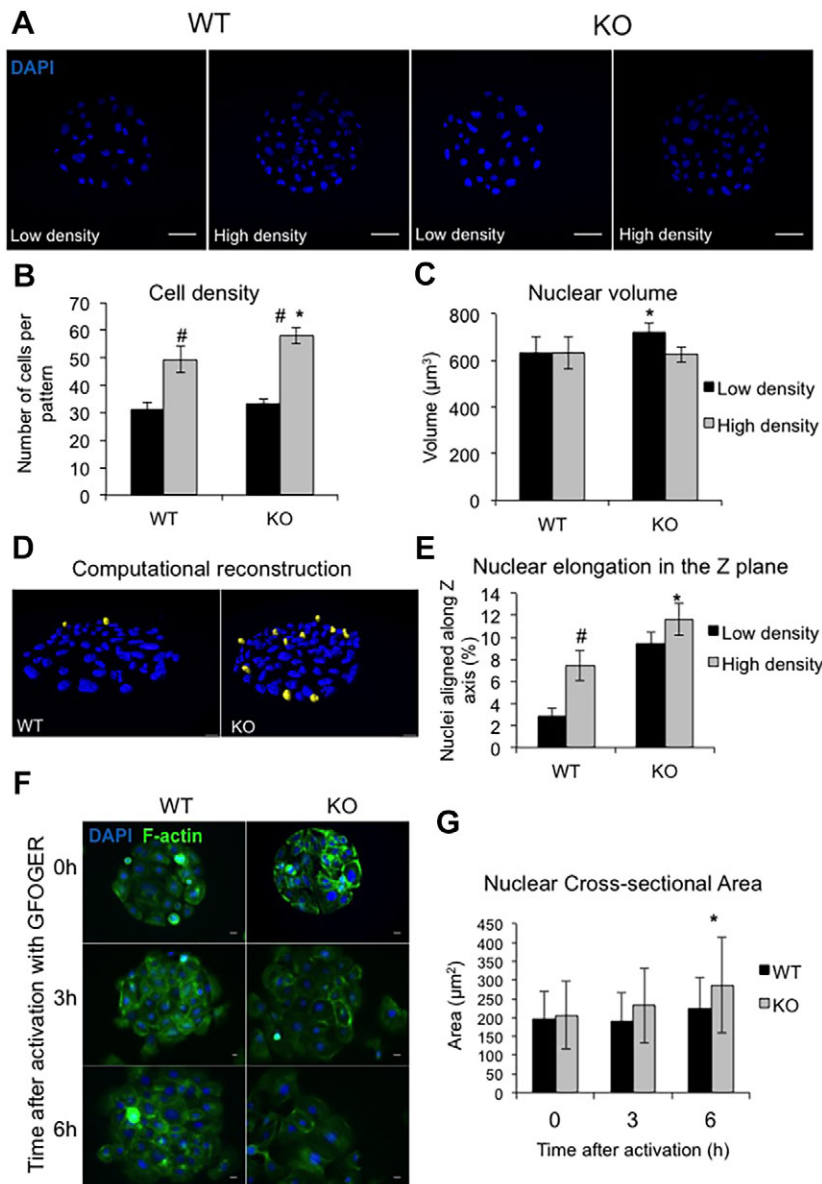 A
WT
KO
DAPI
Low density
High density
Low density
High density
B
Cell density
Number of cells per
pattern
70
60
50
40
30
20
10
0
#
# *
WT
KO
C
Nuclear volume
Volume (µm³)
800
600
400
200
0
*
WT
KO
Low density
High density
D
Computational reconstruction
WT
KO
E
Nuclear elongation in the Z plane
Nuclei aligned along Z
axis (%)
14
12
10
8
6
4
2
0
#
*
WT
KO
Low density
High density
F
WT
KO
Time after activation with GFOGER
DAPI F-actin
0h
3h
6h
G
Nuclear Cross-sectional Area
Area (µm²)
450
400
350
300
250
200
150
100
50
0
*
0
3
6
Time after activation (h)
WT
KO